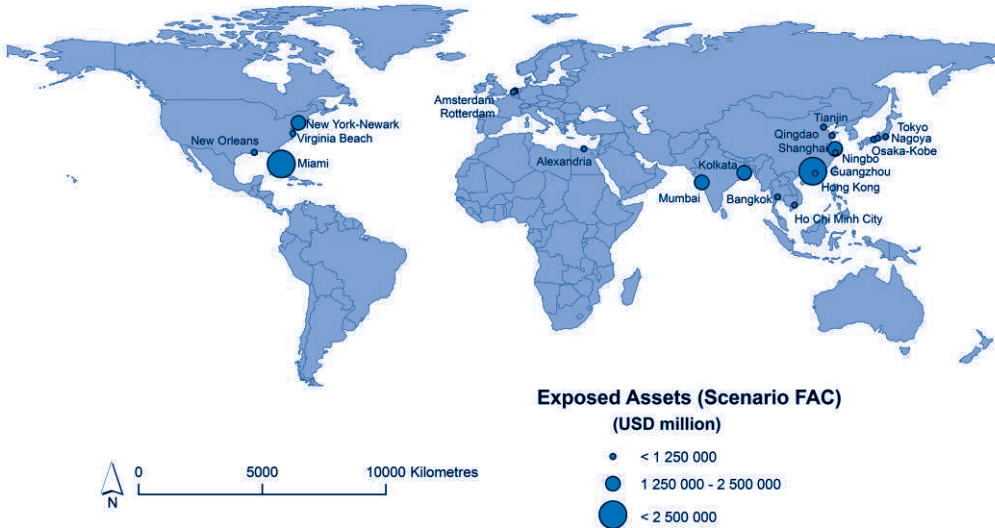 Amsterdam
Rotterdam
New York-Newark
Virginia Beach
New Orleans
Miami
Alexandria
Tianjin
Qingdao
Shanghai
Tokyo
Nagoya
Osaka-Kobe
Ningbo
Guangzhou
Hong Kong
Kolkata
Mumbai
Bangkok
Ho Chi Minh City
Exposed Assets (Scenario FAC)
(USD million)
< 1 250 000
1 250 000 - 2 500 000
< 2 500 000
0 5000 10000 Kilometres
N